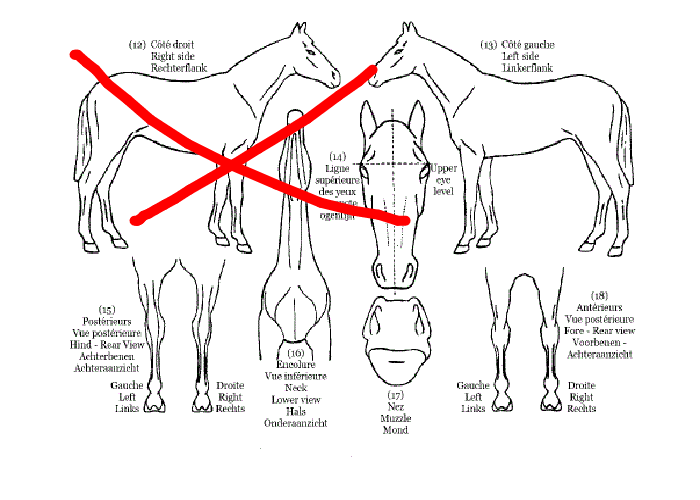 (12) Côté droit
Right side
Rechterflank
(13) Côté gauche
Left side
Linkerflank
(14)
Ligne
supérieure
des yeux
ogenlijn
Upper
eye
level
(15)
Postérieurs
Vue postérieure
Hind - Rear View
Achterbenen
Achteraanzicht
Gauche
Left
Links
Droite
Right
Rechts
(16)
Encolure
Vue inférieure
Neck
Lower view
Hals
Onderaanzicht
(17)
Nez
Muzzle
Mond
(18)
Antérieurs
Vue postérieure
Fore - Rear view
Voorbenen -
Achteraanzicht
Gauche
Left
Links
Droite
Right
Rechts